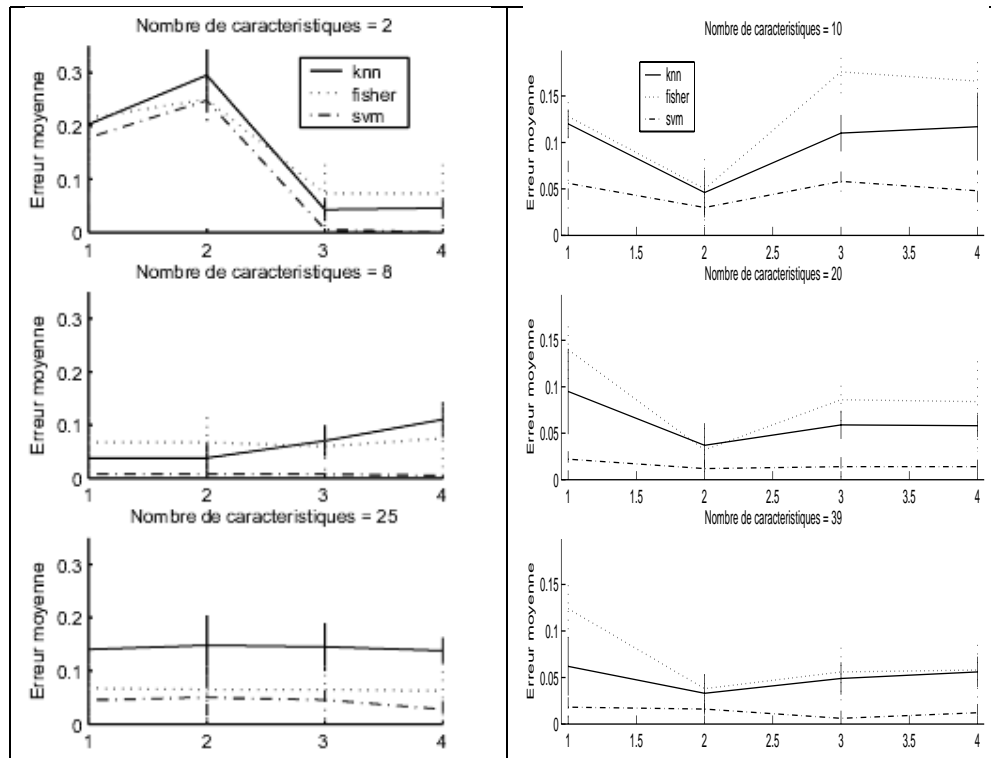 Nombre de caracteristiques = 2
Erreur moyenne
0.3
0.2
0.1
0
knn
fisher
svm
1 2 3 4
Nombre de caracteristiques = 8
Erreur moyenne
0.3
0.2
0.1
0
1 2 3 4
Nombre de caracteristiques = 25
Erreur moyenne
0.3
0.2
0.1
0
1 2 3 4
Nombre de caracteristiques = 10
Erreur moyenne
0.15
0.1
0.05
0
knn
fisher
svm
1 1.5 2 2.5 3 3.5 4
Nombre de caracteristiques = 20
Erreur moyenne
0.15
0.1
0.05
0
1 1.5 2 2.5 3 3.5 4
Nombre de caracteristiques = 39
Erreur moyenne
0.15
0.1
0.05
0
1 1.5 2 2.5 3 3.5 4